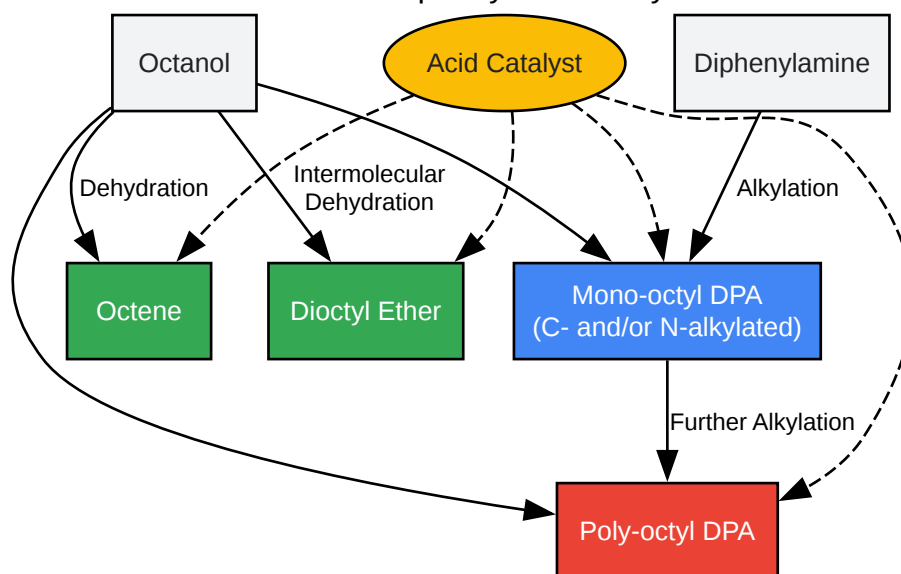 Octanol
Acid Catalyst
Diphenylamine
Dehydration
Intermolecular
Dehydration
Alkylation
Octene
Dioctyl Ether
Mono-octyl DPA
(C- and/or N-alkylated)
Further Alkylation
Poly-octyl DPA